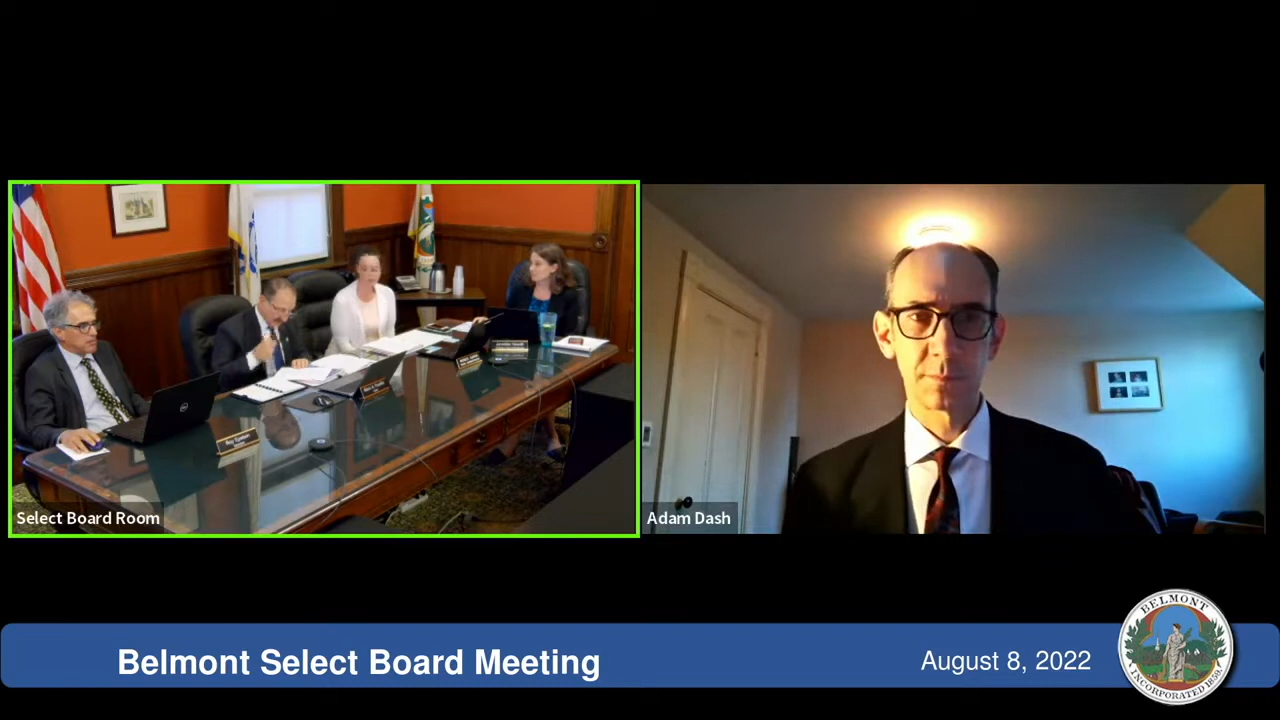 Select Board Room
Adam Dash
Belmont Select Board Meeting
August 8, 2022
BELMONT
INCORPORATED 1859